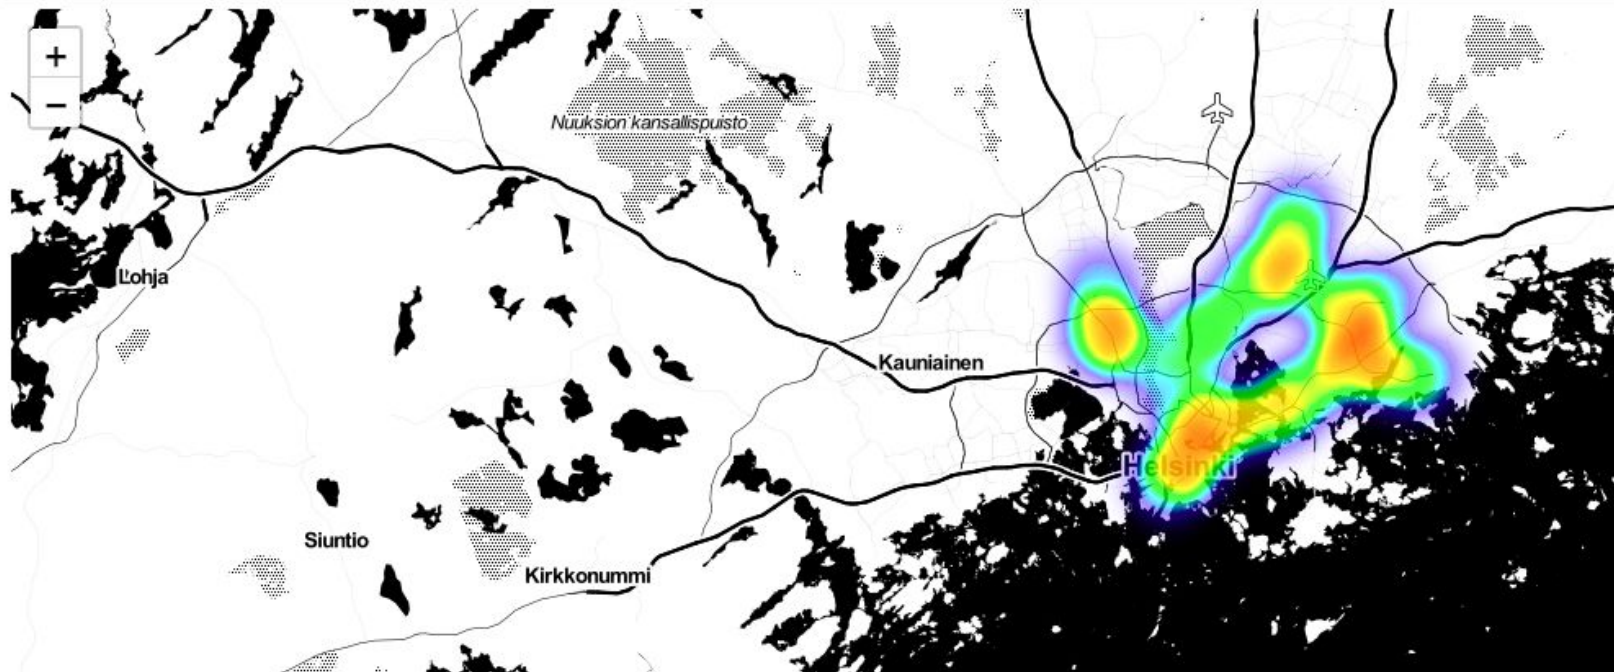 +
−
Nuuksion kansallispuisto
Lohja
Kauniainen
Helsinki
Siuntio
Kirkkonummi